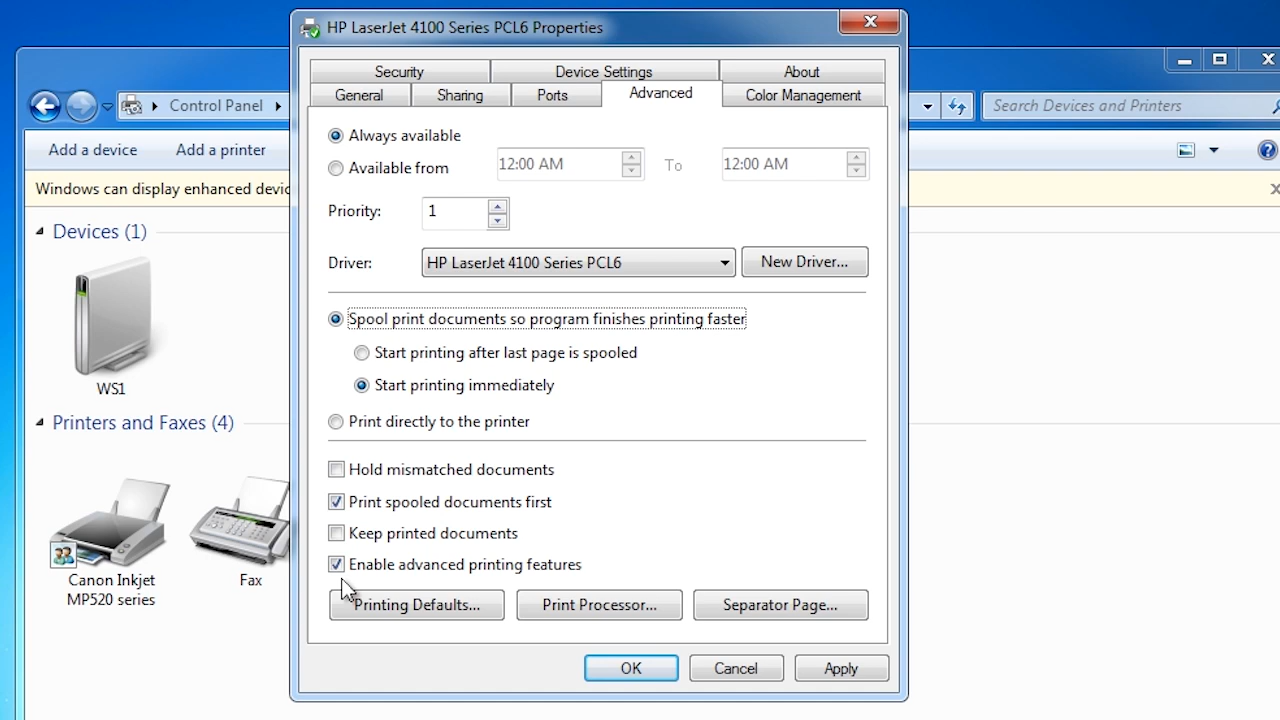 HP LaserJet 4100 Series PCL6 Properties
Control Panel
Search Devices and Printers
Add a device
Add a printer
Windows can display enhanced
Devices (1)
WS1
Printers and Faxes (4)
Canon Inkjet
MP520 series
Fax
Security
Device Settings
About
General
Sharing
Ports
Advanced
Color Management
Always available
Available from
12:00 AM
To
12:00 AM
Priority:
1
Driver:
HP LaserJet 4100 Series PCL6
New Driver...
Spool print documents so program finishes printing faster
Start printing after last page is spooled
Start printing immediately
Print directly to the printer
Hold mismatched documents
Print spooled documents first
Keep printed documents
Enable advanced printing features
Printing Defaults...
Print Processor...
Separator Page...
OK
Cancel
Apply